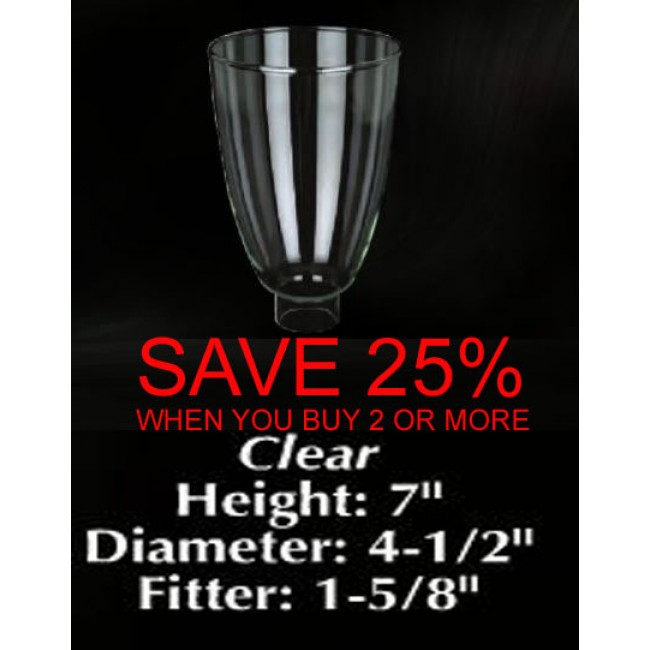 SAVE 25%
WHEN YOU BUY 2 OR MORE
Clear
Height: 7"
Diameter: 4-1/2"
Fitter: 1-5/8"